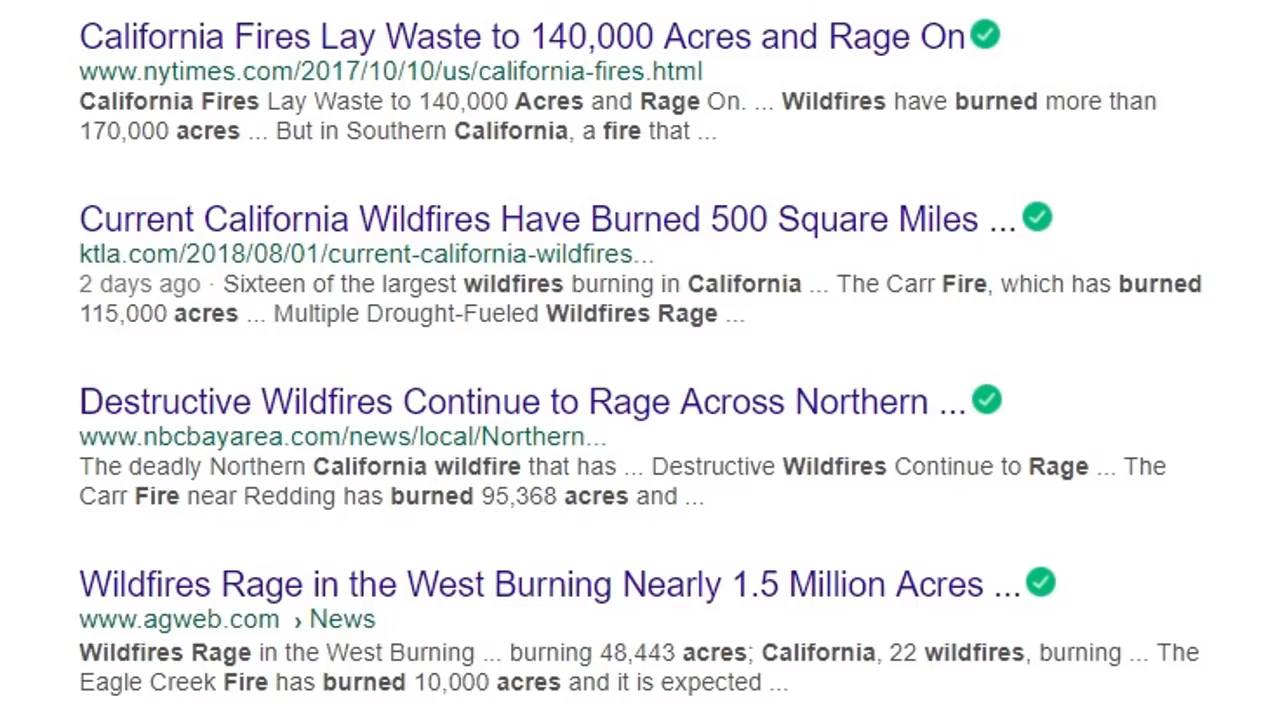 California Fires Lay Waste to 140,000 Acres and Rage On
www.nytimes.com/2017/10/10/us/california-fires.html
California Fires Lay Waste to 140,000 Acres and Rage On. ... Wildfires have burned more than
170,000 acres ... But in Southern California, a fire that ...
Current California Wildfires Have Burned 500 Square Miles ...
ktla.com/2018/08/01/current-california-wildfires...
2 days ago · Sixteen of the largest wildfires burning in California ... The Carr Fire, which has burned
115,000 acres ... Multiple Drought-Fueled Wildfires Rage ...
Destructive Wildfires Continue to Rage Across Northern ...
www.nbcbayarea.com/news/local/Northern...
The deadly Northern California wildfire that has ... Destructive Wildfires Continue to Rage ... The
Carr Fire near Redding has burned 95,368 acres and ...
Wildfires Rage in the West Burning Nearly 1.5 Million Acres ...
www.agweb.com › News
Wildfires Rage in the West Burning ... burning 48,443 acres; California, 22 wildfires, burning ... The
Eagle Creek Fire has burned 10,000 acres and it is expected ...